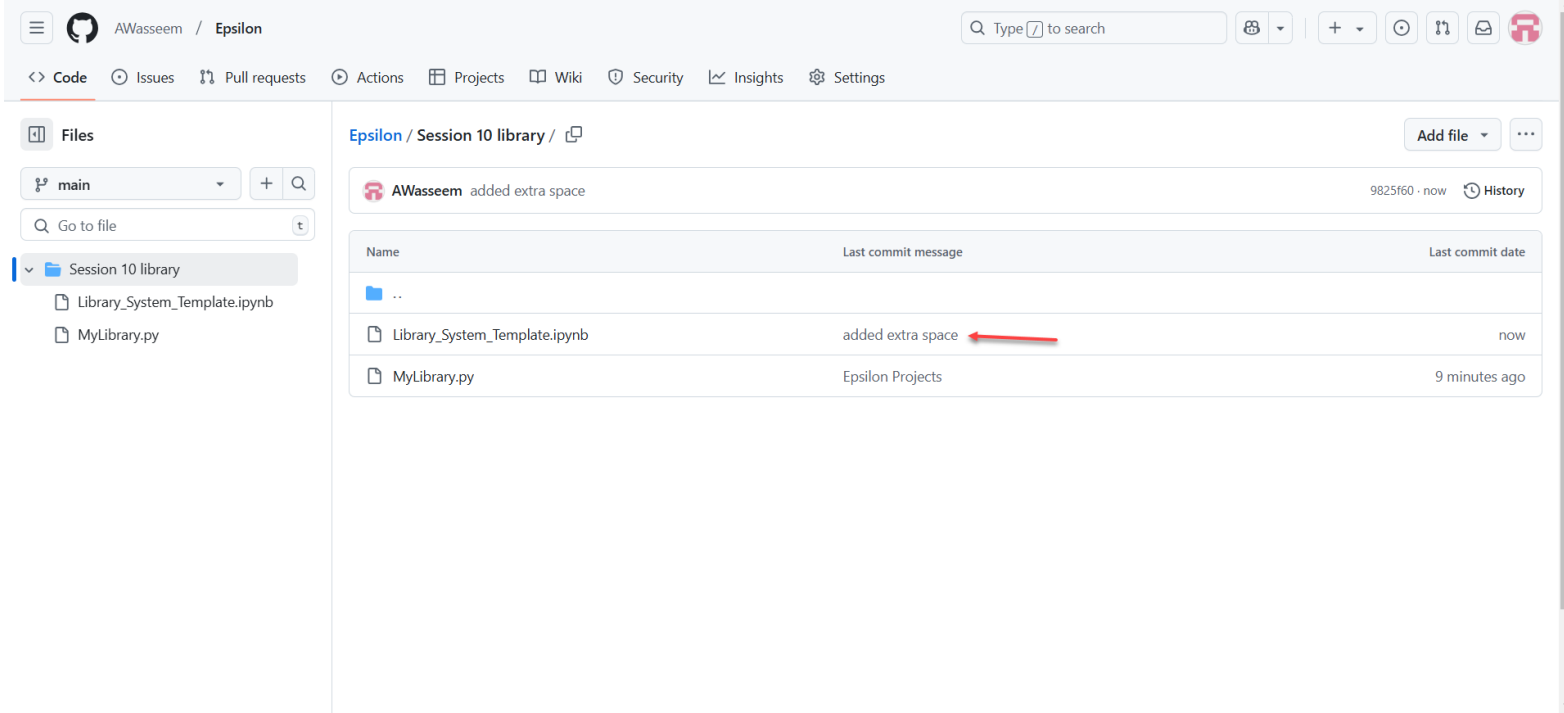 AWasseem / Epsilon
Type / to search
Code Issues Pull requests Actions Projects Wiki Security Insights Settings
Files
main
Go to file t
Session 10 library
Library_System_Template.ipynb
MyLibrary.py
Epsilon / Session 10 library /
Add file
AWasseem added extra space 9825f60 · now History
Name Last commit message Last commit date
..
Library_System_Template.ipynb added extra space now
MyLibrary.py Epsilon Projects 9 minutes ago